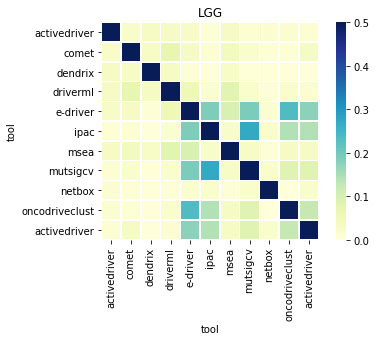 LGG
activedriver
comet
dendrix
driverml
e-driver
ipac
msea
mutsigcv
netbox
oncodriveclust
activedriver
tool
activedriver
comet
dendrix
driverml
e-driver
ipac
msea
mutsigcv
netbox
oncodriveclust
activedriver
tool
0.5
0.4
0.3
0.2
0.1
0.0